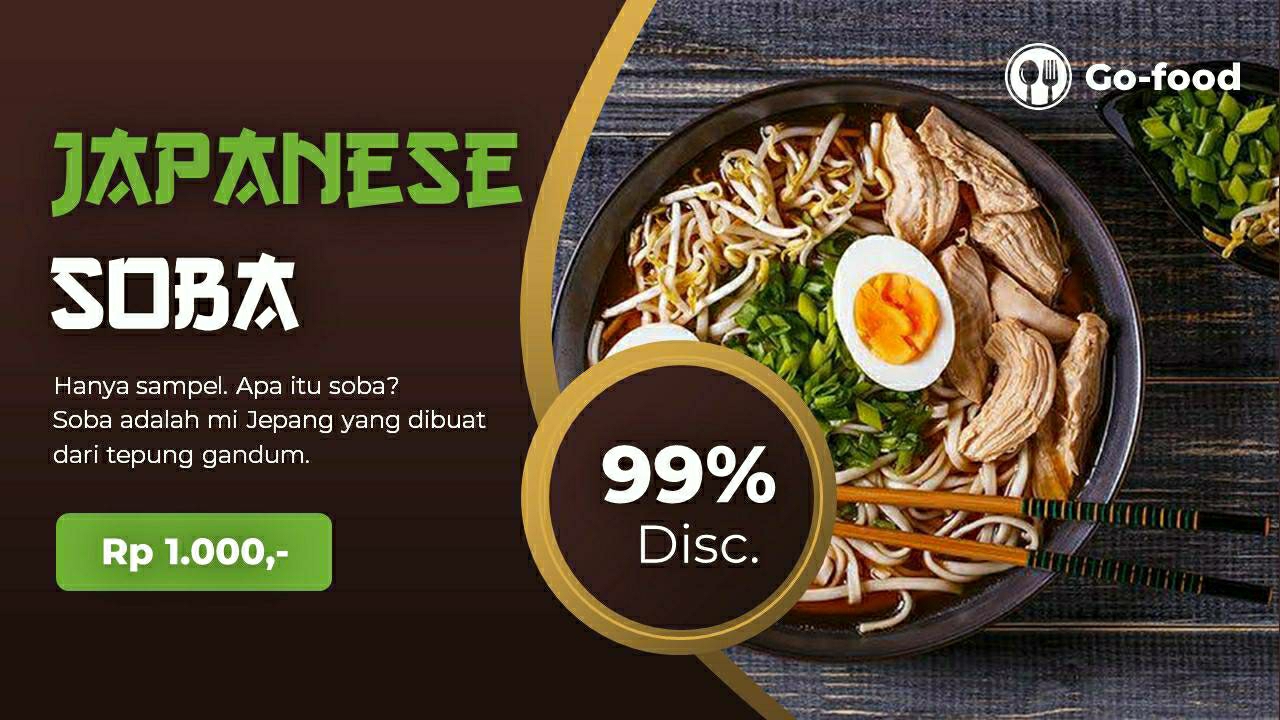 Go-food
JAPANESE
SOBA
Hanya sampel. Apa itu soba?
Soba adalah mi Jepang yang dibuat
dari tepung gandum.
Rp 1.000,-
99%
Disc.